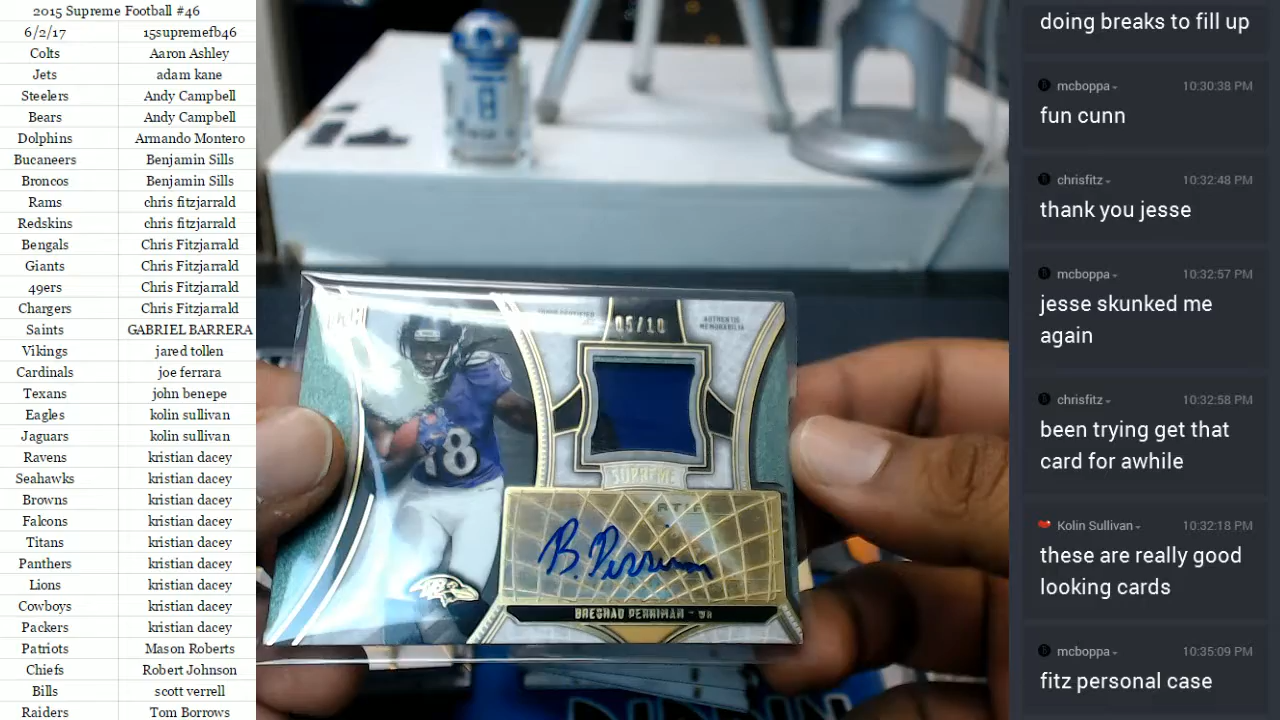 2015 Supreme Football #46
6/2/17 15supremefb46
Colts Aaron Ashley
Jets adam kane
Steelers Andy Campbell
Bears Andy Campbell
Dolphins Armando Montero
Bucaneers Benjamin Sills
Broncos Benjamin Sills
Rams chris fitzjarrald
Redskins chris fitzjarrald
Bengals Chris Fitzjarrald
Giants Chris Fitzjarrald
49ers Chris Fitzjarrald
Chargers Chris Fitzjarrald
Saints GABRIEL BARRERA
Vikings jared tollen
Cardinals joe ferrara
Texans john benepe
Eagles kolin sullivan
Jaguars kolin sullivan
Ravens kristian dacey
Seahawks kristian dacey
Browns kristian dacey
Falcons kristian dacey
Titans kristian dacey
Panthers kristian dacey
Lions kristian dacey
Cowboys kristian dacey
Packers kristian dacey
Patriots Mason Roberts
Chiefs Robert Johnson
Bills scott verrell
Raiders Tom Borrows
05/10
AUTHENTIC
MEMORABILIA
18
SUPREME
B. Perriman
BRESHAD PERRIMAN - WR
doing breaks to fill up
mcboppa 10:30:38 PM
fun cunn
chrisfitz 10:32:48 PM
thank you jesse
mcboppa 10:32:57 PM
jesse skunked me
again
chrisfitz 10:32:58 PM
been trying get that
card for awhile
Kolin Sullivan 10:32:18 PM
these are really good
looking cards
mcboppa 10:35:09 PM
fitz personal case